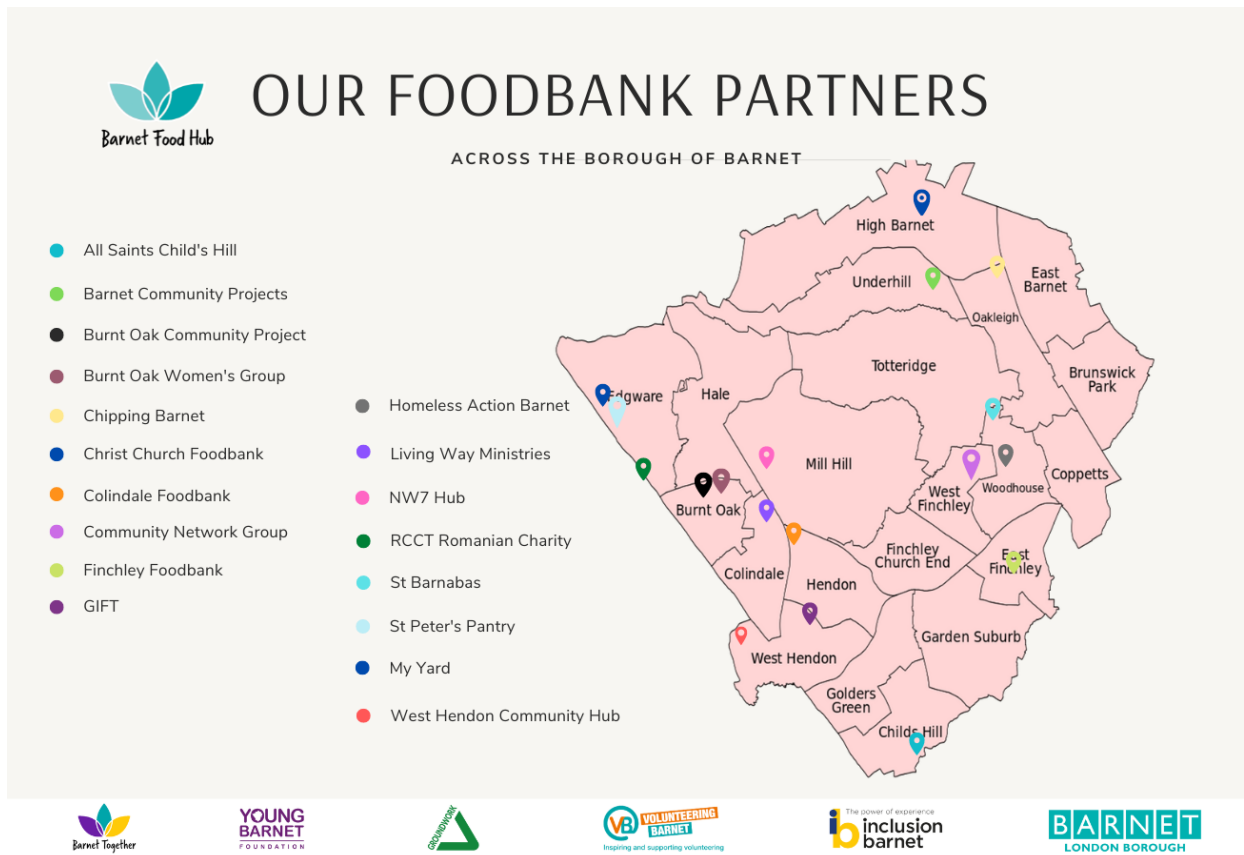 Barnet Food Hub
OUR FOODBANK PARTNERS
ACROSS THE BOROUGH OF BARNET
All Saints Child's Hill
Barnet Community Projects
Burnt Oak Community Project
Burnt Oak Women's Group
Chipping Barnet
Christ Church Foodbank
Colindale Foodbank
Community Network Group
Finchley Foodbank
GIFT
Homeless Action Barnet
Living Way Ministries
NW7 Hub
RCCT Romanian Charity
St Barnabas
St Peter's Pantry
My Yard
West Hendon Community Hub
High Barnet
Underhill
East
Barnet
Oakleigh
Totteridge
Brunswick
Park
Edgware
Hale
Mill Hill
Coppetts
Woodhouse
West
Finchley
Burnt Oak
Finchley
Church End
East
Finchley
Colindale
Hendon
Garden Suburb
West Hendon
Golders
Green
Childs Hill
Barnet Together
YOUNG
BARNET
FOUNDATION
GROUNDWORK
VB VOLUNTEERING
BARNET
Inspiring and supporting volunteering
The power of experience
ib inclusion
barnet
BARNET
LONDON BOROUGH